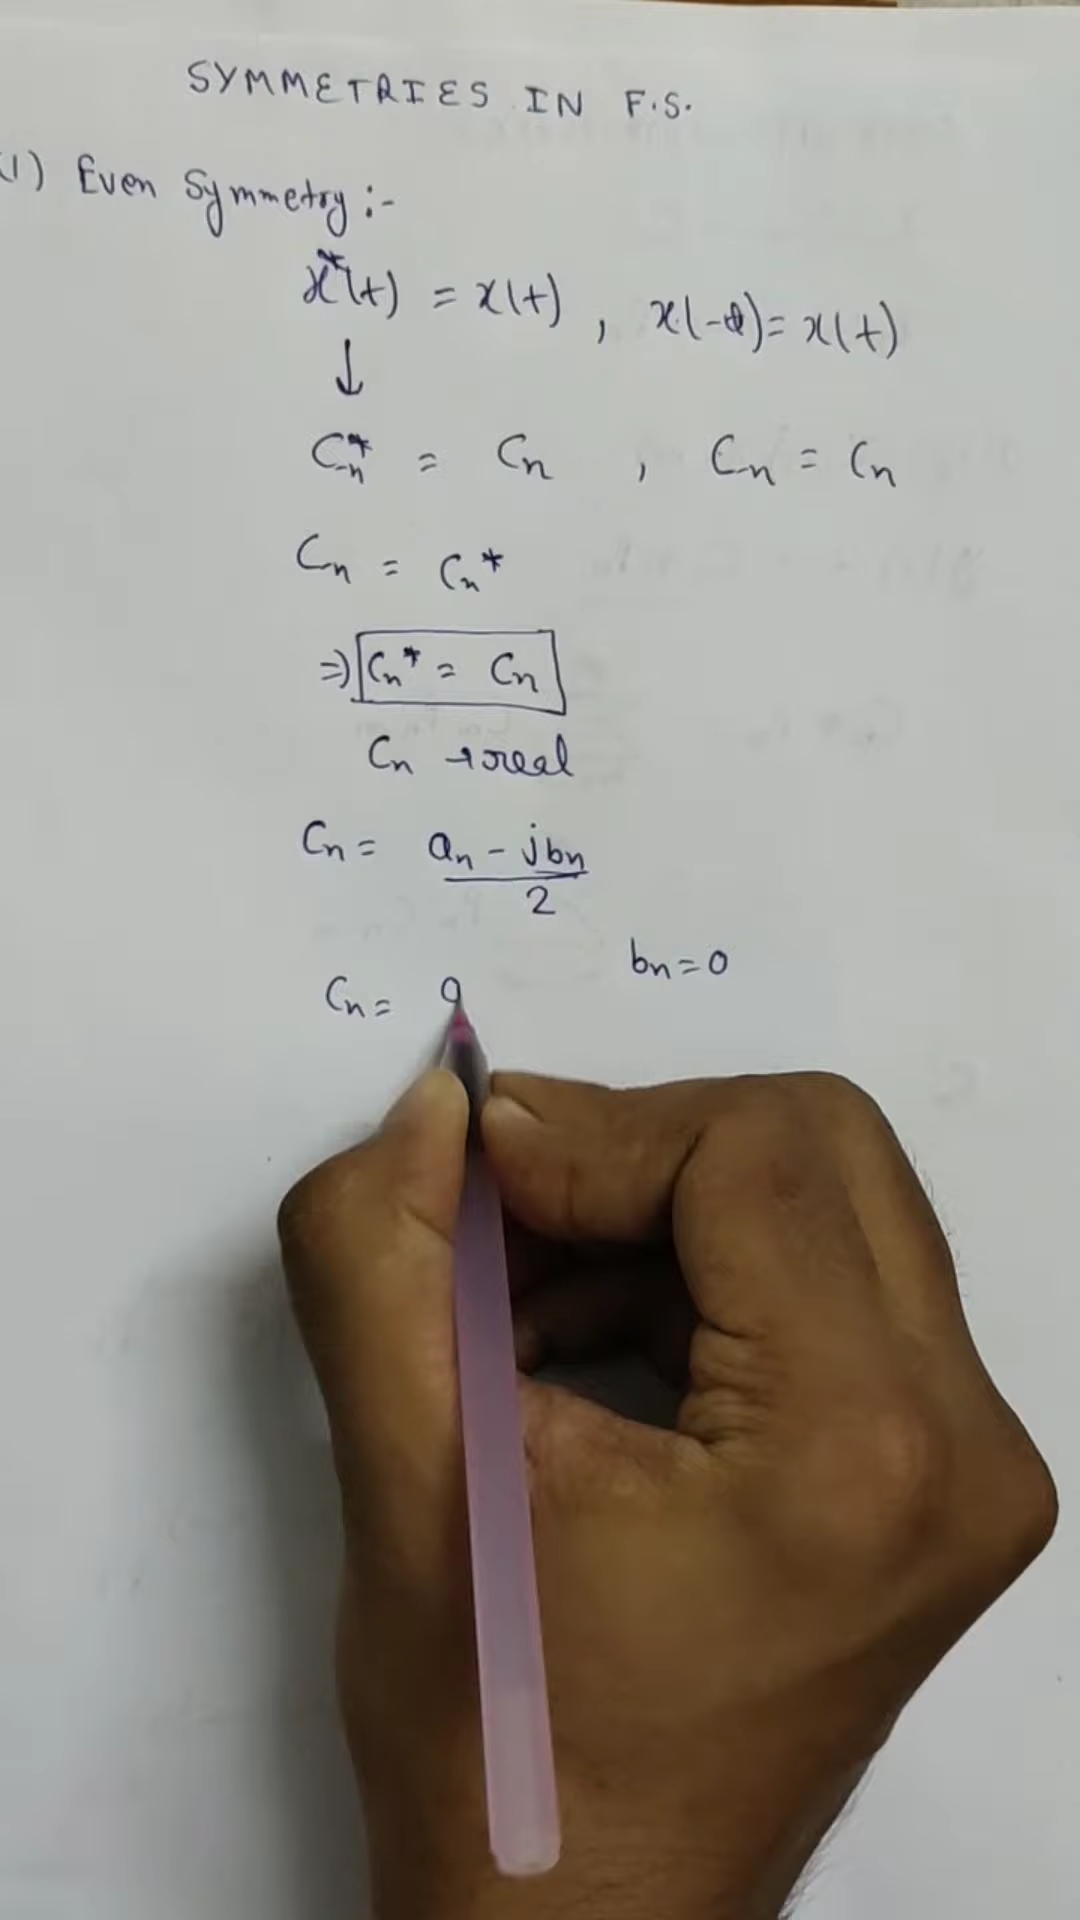 SYMMETRIES IN F.S.
(1) Even Symmetry :-
x*(t) = x(t) , x(-t) = x(t)
↓
C-n* = Cn , C-n = Cn
Cn = Cn*
⇒ Cn* = Cn
Cn → real
Cn = an - jbn / 2
bn = 0
Cn = a